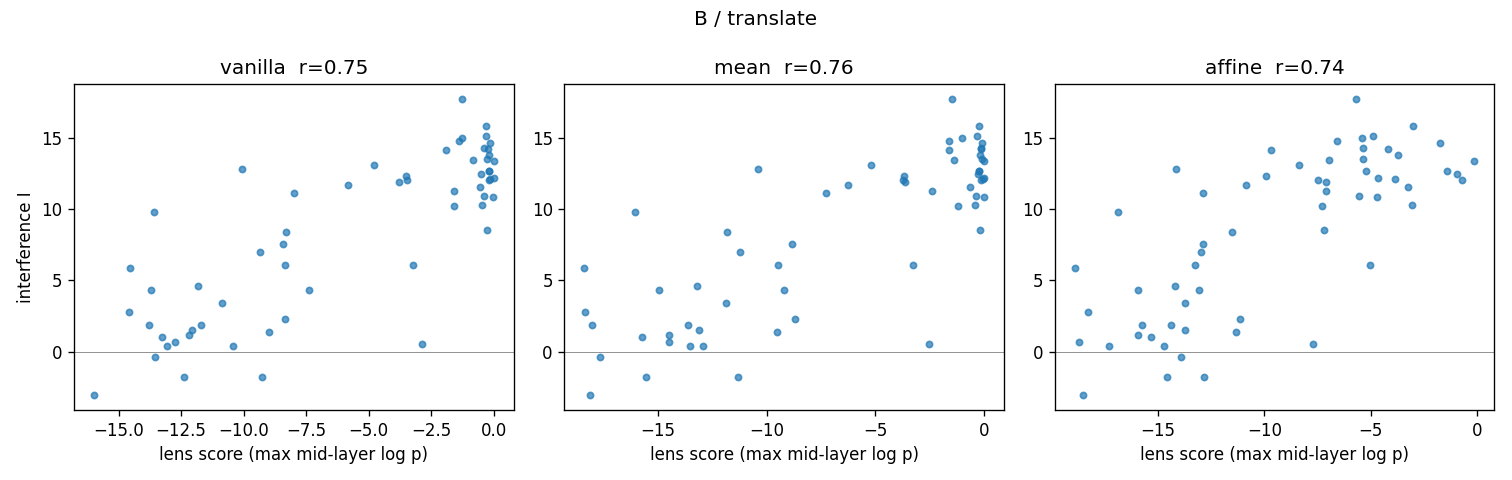 B / translate
vanilla  r=0.75
mean  r=0.76
affine  r=0.74
interference I
15
10
5
0
−15.0 −12.5 −10.0 −7.5 −5.0 −2.5 0.0
lens score (max mid-layer log p)
15
10
5
0
−15 −10 −5 0
lens score (max mid-layer log p)
15
10
5
0
−15 −10 −5 0
lens score (max mid-layer log p)